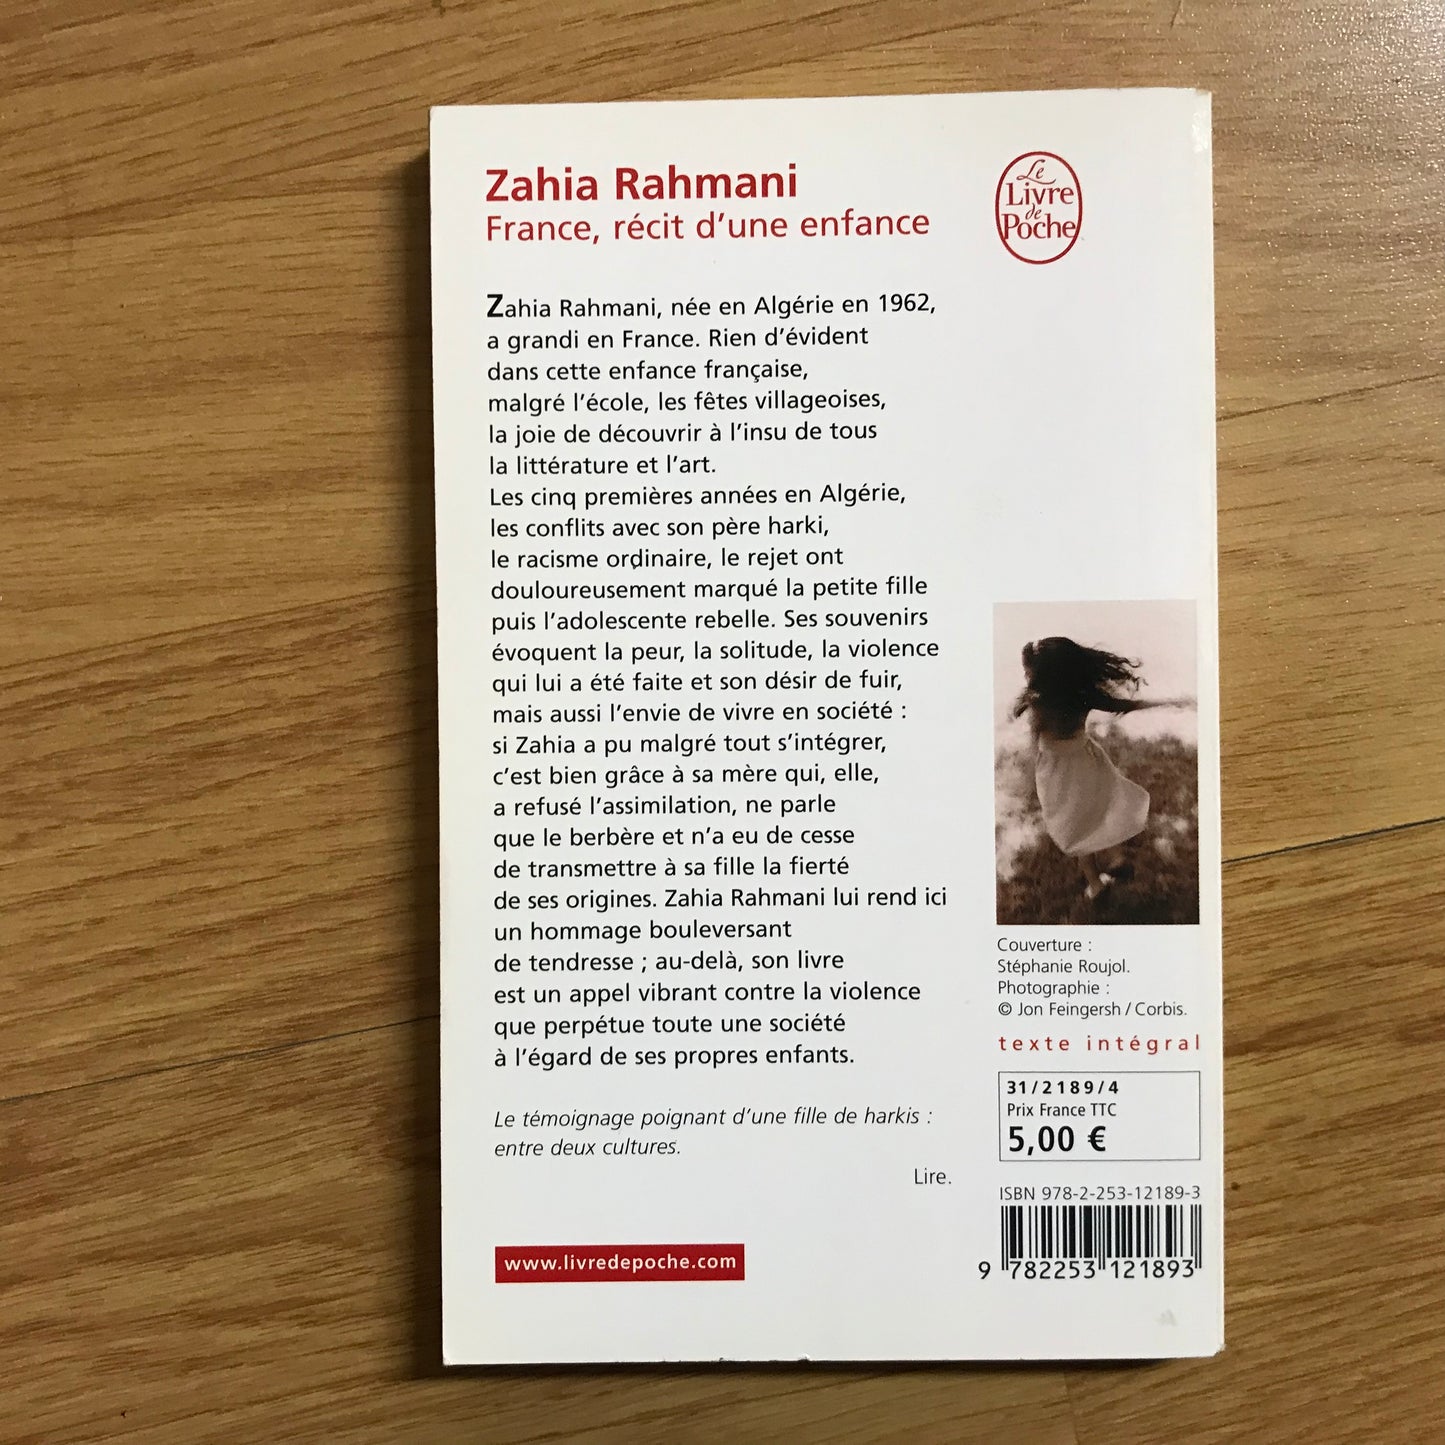 Zahia Rahmani
France, récit d'une enfance
Le
Livre
de
Poche
Zahia Rahmani, née en Algérie en 1962,
a grandi en France. Rien d'évident
dans cette enfance française,
malgré l'école, les fêtes villageoises,
la joie de découvrir à l'insu de tous
la littérature et l'art.
Les cinq premières années en Algérie,
les conflits avec son père harki,
le racisme ordinaire, le rejet ont
douloureusement marqué la petite fille
puis l'adolescente rebelle. Ses souvenirs
évoquent la peur, la solitude, la violence
qui lui a été faite et son désir de fuir,
mais aussi l'envie de vivre en société :
si Zahia a pu malgré tout s'intégrer,
c'est bien grâce à sa mère qui, elle,
a refusé l'assimilation, ne parle
que le berbère et n'a eu de cesse
de transmettre à sa fille la fierté
de ses origines. Zahia Rahmani lui rend ici
un hommage bouleversant
de tendresse ; au-delà, son livre
est un appel vibrant contre la violence
que perpétue toute une société
à l'égard de ses propres enfants.
Le témoignage poignant d'une fille de harkis :
entre deux cultures.
Lire.
www.livredepoche.com
Couverture :
Stéphanie Roujol.
Photographie :
© Jon Feingersh / Corbis.
texte intégral
31/2189/4
Prix France TTC
5,00 €
ISBN 978-2-253-12189-3
9 782253 121893